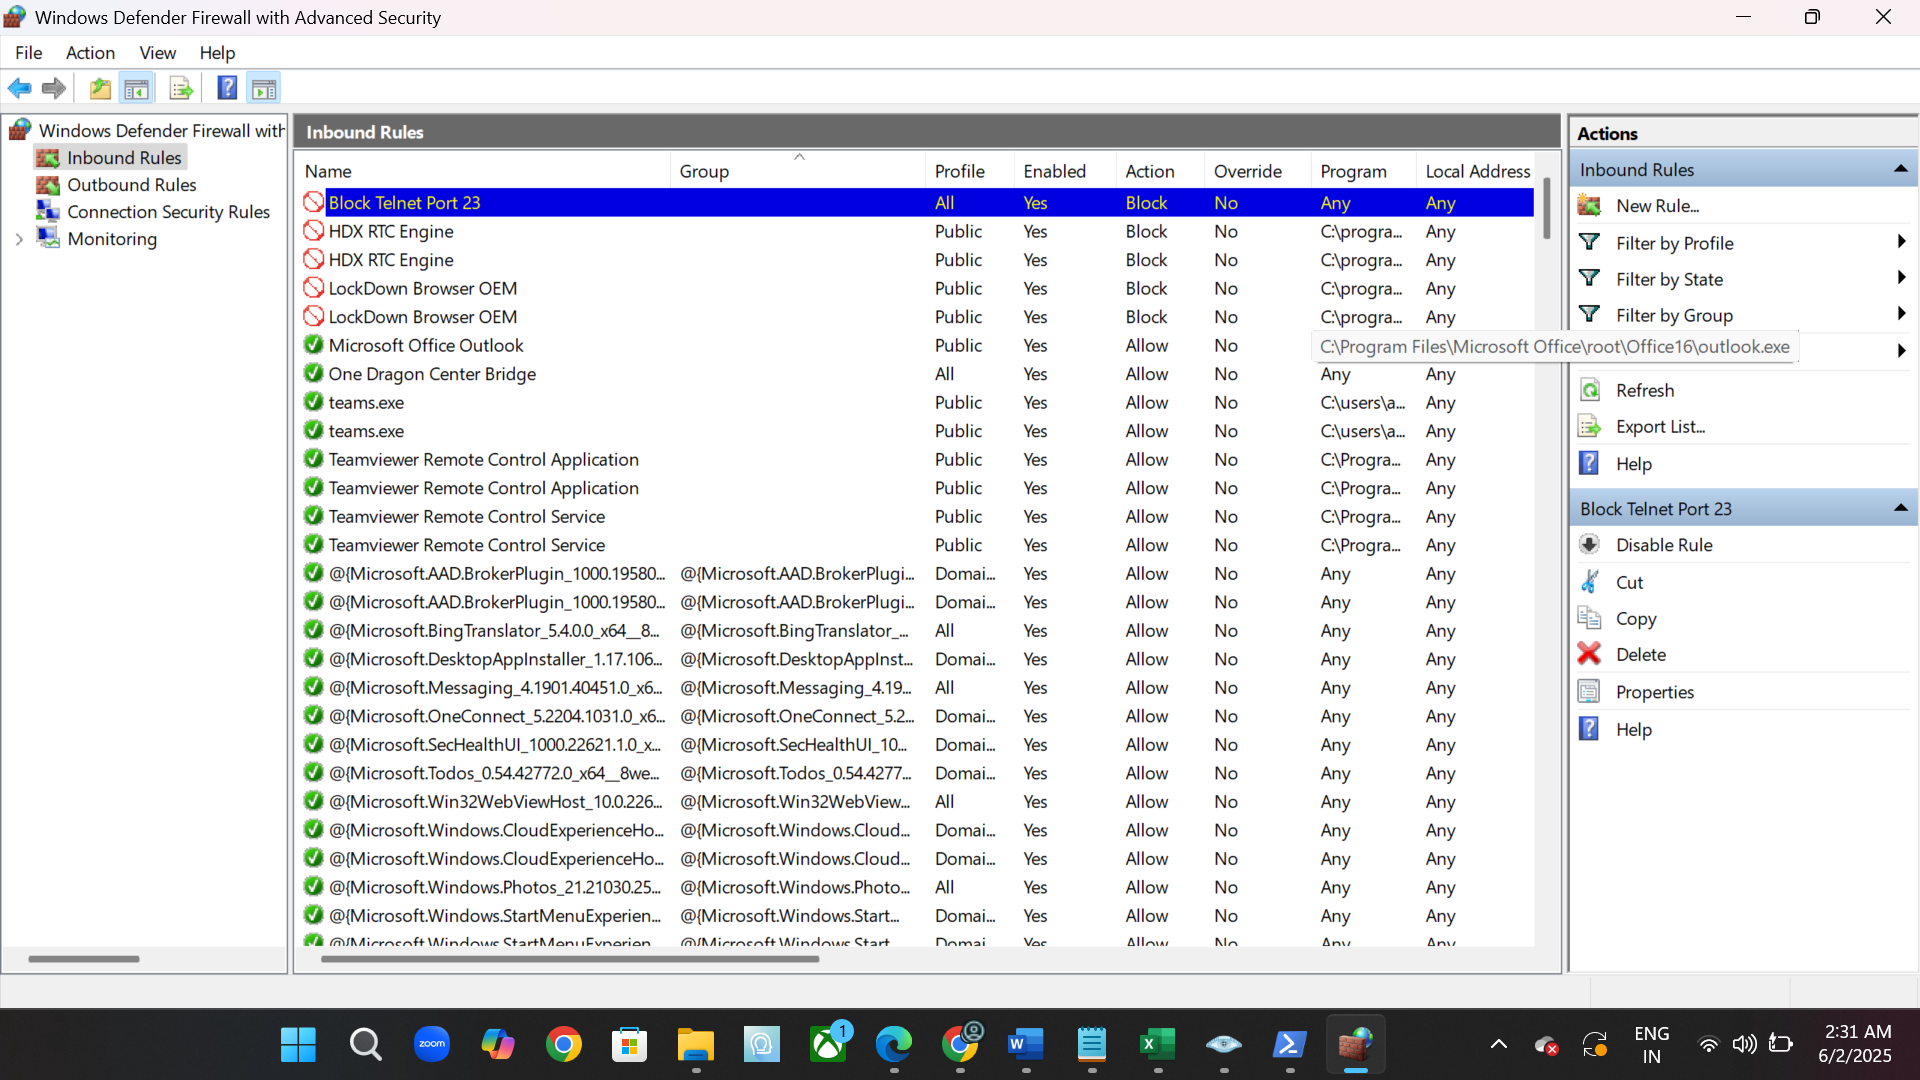 Windows Defender Firewall with Advanced Security
File Action View Help
Windows Defender Firewall with
Inbound Rules
Outbound Rules
Connection Security Rules
Monitoring
Inbound Rules
Name Group Profile Enabled Action Override Program Local Address
Block Telnet Port 23 All Yes Block No Any Any
HDX RTC Engine Public Yes Block No C:\progra... Any
HDX RTC Engine Public Yes Block No C:\progra... Any
LockDown Browser OEM Public Yes Block No C:\progra... Any
LockDown Browser OEM Public Yes Block No C:\progra... Any
Microsoft Office Outlook Public Yes Allow No C:\Program Files\Microsoft Office\root\Office16\outlook.exe
One Dragon Center Bridge All Yes Allow No Any Any
teams.exe Public Yes Allow No C:\users\a... Any
teams.exe Public Yes Allow No C:\users\a... Any
Teamviewer Remote Control Application Public Yes Allow No C:\Progra... Any
Teamviewer Remote Control Application Public Yes Allow No C:\Progra... Any
Teamviewer Remote Control Service Public Yes Allow No C:\Progra... Any
Teamviewer Remote Control Service Public Yes Allow No C:\Progra... Any
@{Microsoft.AAD.BrokerPlugin_1000.19580... @{Microsoft.AAD.BrokerPlugi... Domai... Yes Allow No Any Any
@{Microsoft.AAD.BrokerPlugin_1000.19580... @{Microsoft.AAD.BrokerPlugi... Domai... Yes Allow No Any Any
@{Microsoft.BingTranslator_5.4.0.0_x64__8... @{Microsoft.BingTranslator_... All Yes Allow No Any Any
@{Microsoft.DesktopAppInstaller_1.17.106... @{Microsoft.DesktopAppInst... Domai... Yes Allow No Any Any
@{Microsoft.Messaging_4.1901.40451.0_x6... @{Microsoft.Messaging_4.19... All Yes Allow No Any Any
@{Microsoft.OneConnect_5.2204.1031.0_x6... @{Microsoft.OneConnect_5.2... Domai... Yes Allow No Any Any
@{Microsoft.SecHealthUI_1000.22621.1.0_x... @{Microsoft.SecHealthUI_10... Domai... Yes Allow No Any Any
@{Microsoft.Todos_0.54.42772.0_x64__8we... @{Microsoft.Todos_0.54.4277... Domai... Yes Allow No Any Any
@{Microsoft.Win32WebViewHost_10.0.226... @{Microsoft.Win32WebView... All Yes Allow No Any Any
@{Microsoft.Windows.CloudExperienceHo... @{Microsoft.Windows.Cloud... Domai... Yes Allow No Any Any
@{Microsoft.Windows.CloudExperienceHo... @{Microsoft.Windows.Cloud... Domai... Yes Allow No Any Any
@{Microsoft.Windows.Photos_21.21030.25... @{Microsoft.Windows.Photo... All Yes Allow No Any Any
@{Microsoft.Windows.StartMenuExperien... @{Microsoft.Windows.Start... Domai... Yes Allow No Any Any
@{Microsoft.Windows.StartMenuExperien... @{Microsoft.Windows.Start... Domai... Yes Allow No Any Any
Actions
Inbound Rules
New Rule...
Filter by Profile
Filter by State
Filter by Group
Refresh
Export List...
Help
Block Telnet Port 23
Disable Rule
Cut
Copy
Delete
Properties
Help
zoom
1
ENG
IN
2:31 AM
6/2/2025